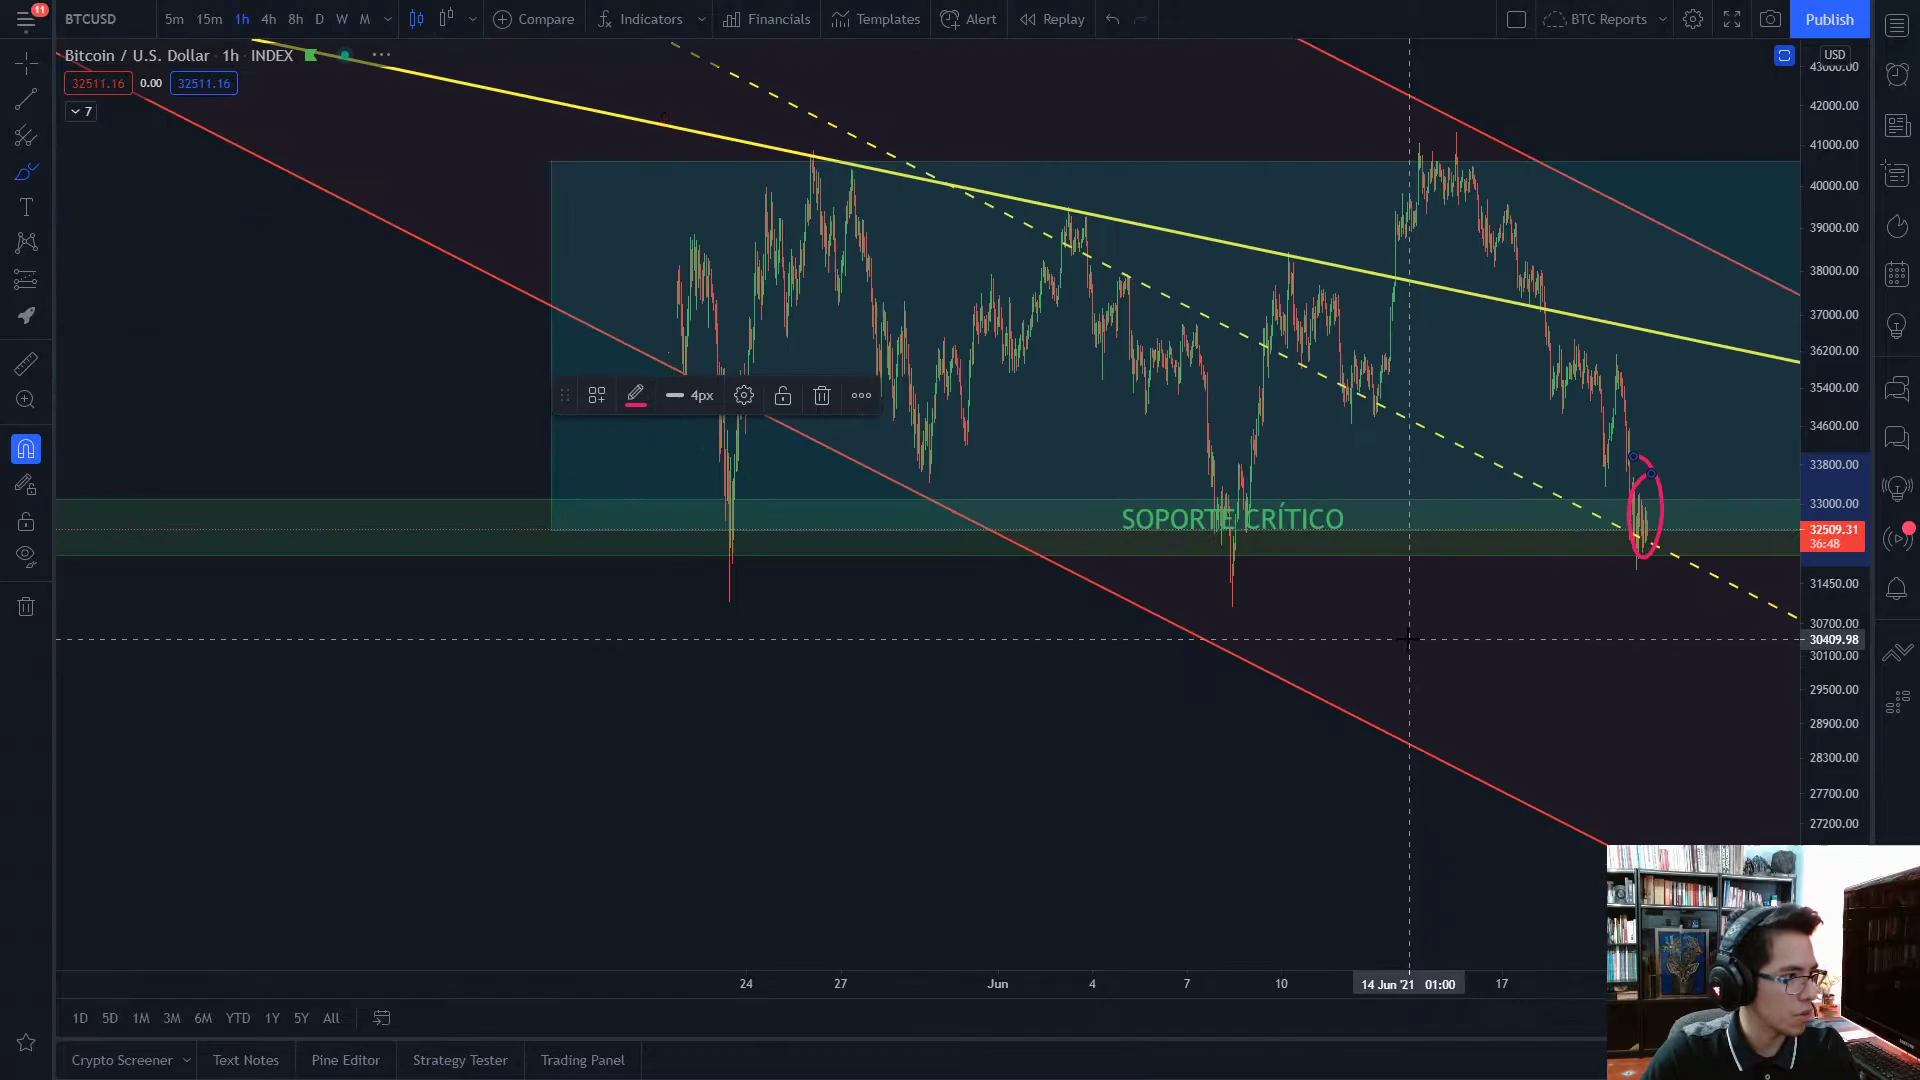 11
BTCUSD 5m 15m 1h 4h 8h D W M Compare Indicators Financials Templates Alert Replay BTC Reports Publish
Bitcoin / U.S. Dollar · 1h · INDEX
32511.16 0.00 32511.16
7
USD
43000.00
42000.00
41000.00
40000.00
39000.00
38000.00
37000.00
36200.00
35400.00
4px
34600.00
33800.00
33000.00
SOPORTE CRÍTICO
32509.31
36:48
31450.00
30700.00
30409.98
30100.00
29500.00
28900.00
28300.00
27700.00
27200.00
24 27 Jun 4 7 10 14 Jun '21 01:00 17
1D 5D 1M 3M 6M YTD 1Y 5Y All
Crypto Screener Text Notes Pine Editor Strategy Tester Trading Panel